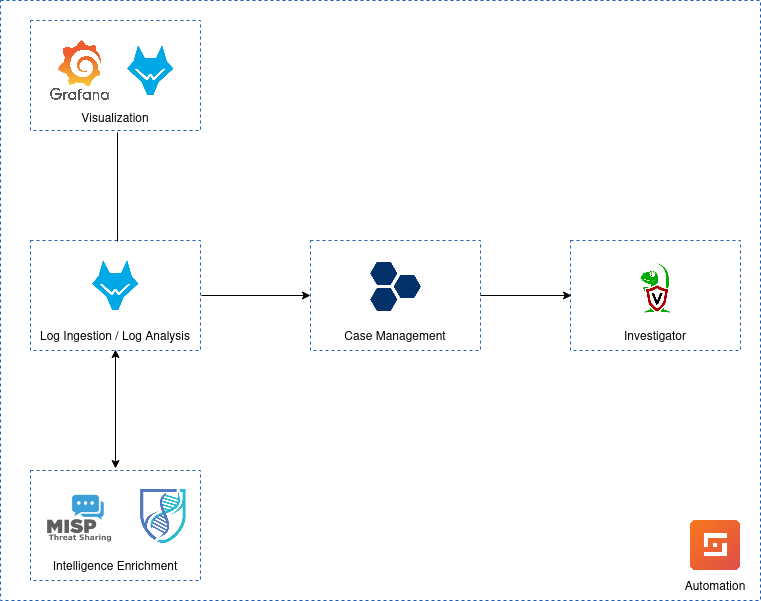 Grafana
Visualization
Log Ingestion / Log Analysis
Case Management
V
Investigator
MISP
Threat Sharing
Intelligence Enrichment
Automation